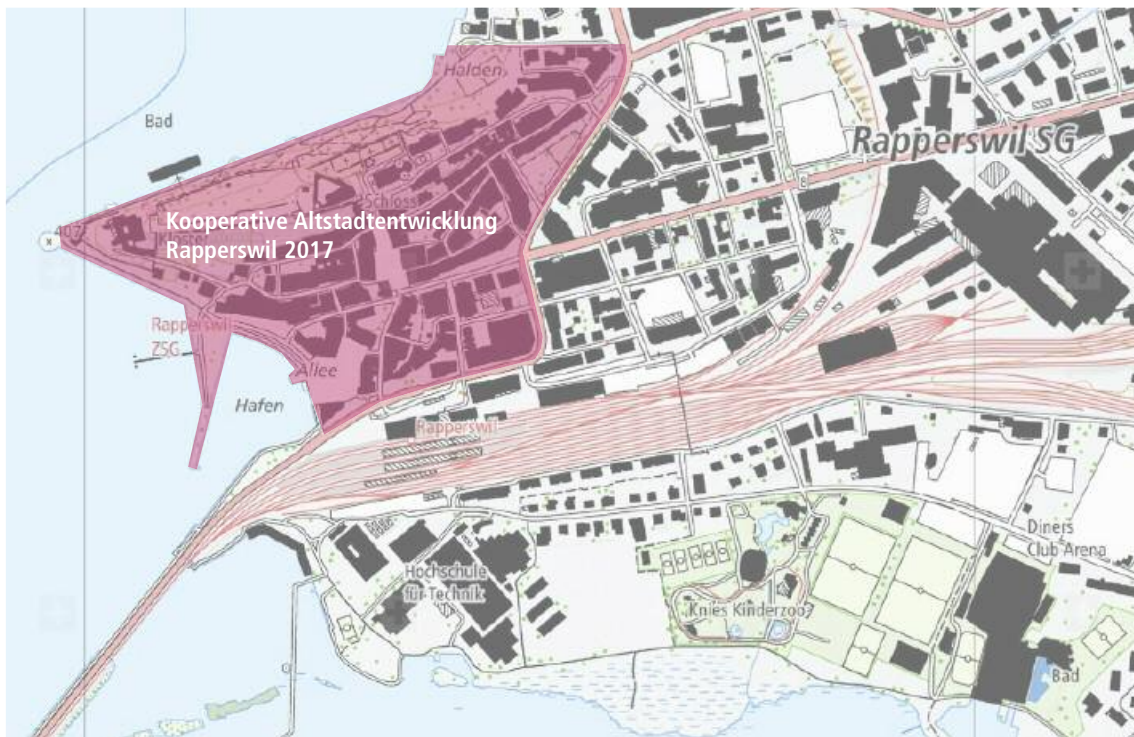 Halden
Bad
Rapperswil SG
Schloss
Kooperative Altstadtentwicklung
Rapperswil 2017
Rapperswil
ZSG
Allee
Hafen
Rapperswil
Diners
Club Arena
Hochschule
für Technik
Knies Kinderzoo
Bad